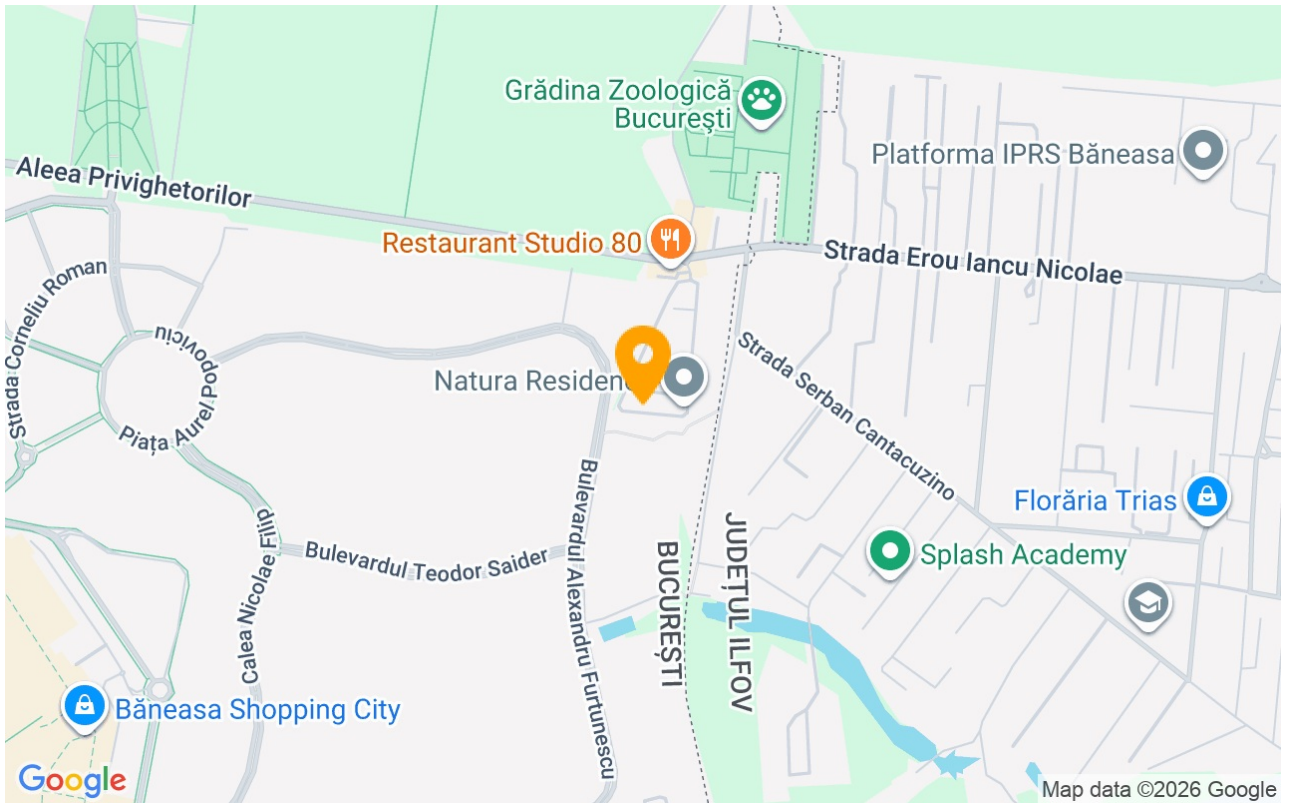 Grădina Zoologică
București
Platforma IPRS Băneasa
Aleea Privighetorilor
Restaurant Studio 80
Strada Erou Iancu Nicolae
Strada Corneliu Roman
Piața Aurel Popoviciu
Natura Residenc
Strada Serban Cantacuzino
Florăria Trias
Calea Nicolae Filip
Bulevardul Teodor Saider
Bulevardul Alexandru Furtunescu
BUCUREȘTI
JUDEȚUL ILFOV
Splash Academy
Băneasa Shopping City
Google
Map data ©2026 Google